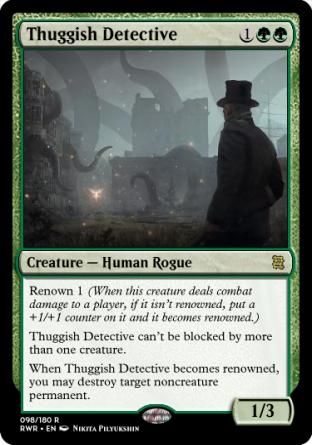 Thuggish Detective 1
Creature — Human Rogue
Renown 1 (When this creature deals combat
damage to a player, if it isn't renowned, put a
+1/+1 counter on it and it becomes renowned.)
Thuggish Detective can't be blocked by
more than one creature.
When Thuggish Detective becomes renowned,
you may destroy target noncreature
permanent.
1/3
098/180 R
RWR • EN Nikita Pilyukshin